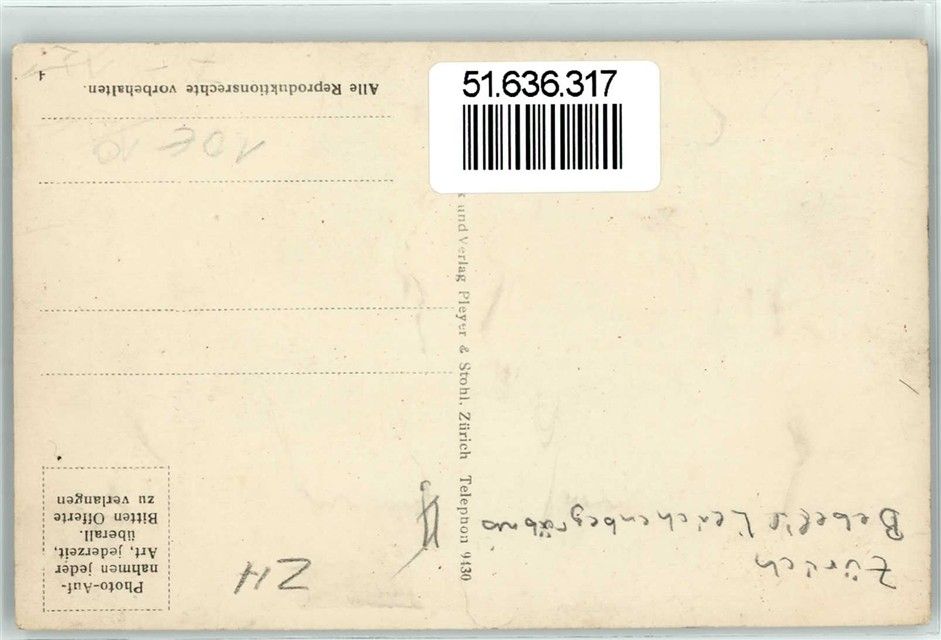 51.636.317
Zürich
Bebel's Leichenbegräbnis
ZH
Photo-Auf-
nahmen jeder
Art, jederzeit,
überall.
Bitten Offerte
zu verlangen
und Verlag Pleyer & Stohl, Zürich Telephon 9430
Alle Reproduktionsrechte vorbehalten.